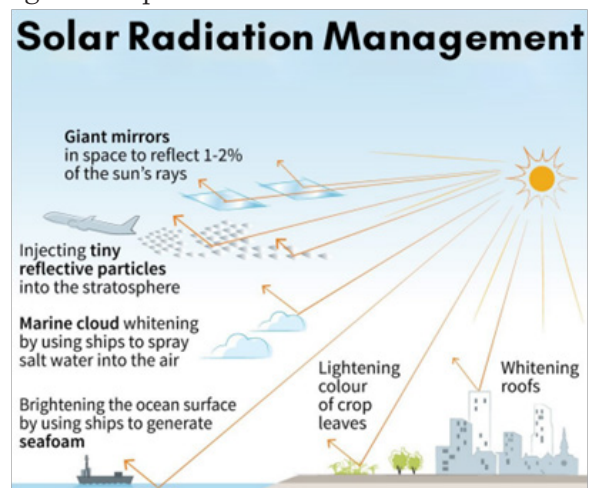 Solar Radiation Management
Giant mirrors
in space to reflect 1-2%
of the sun's rays
Injecting tiny
reflective particles
into the stratosphere
Marine cloud whitening
by using ships to spray
salt water into the air
Brightening the ocean surface
by using ships to generate
seafoam
Lightening
colour
of crop
leaves
Whitening
roofs